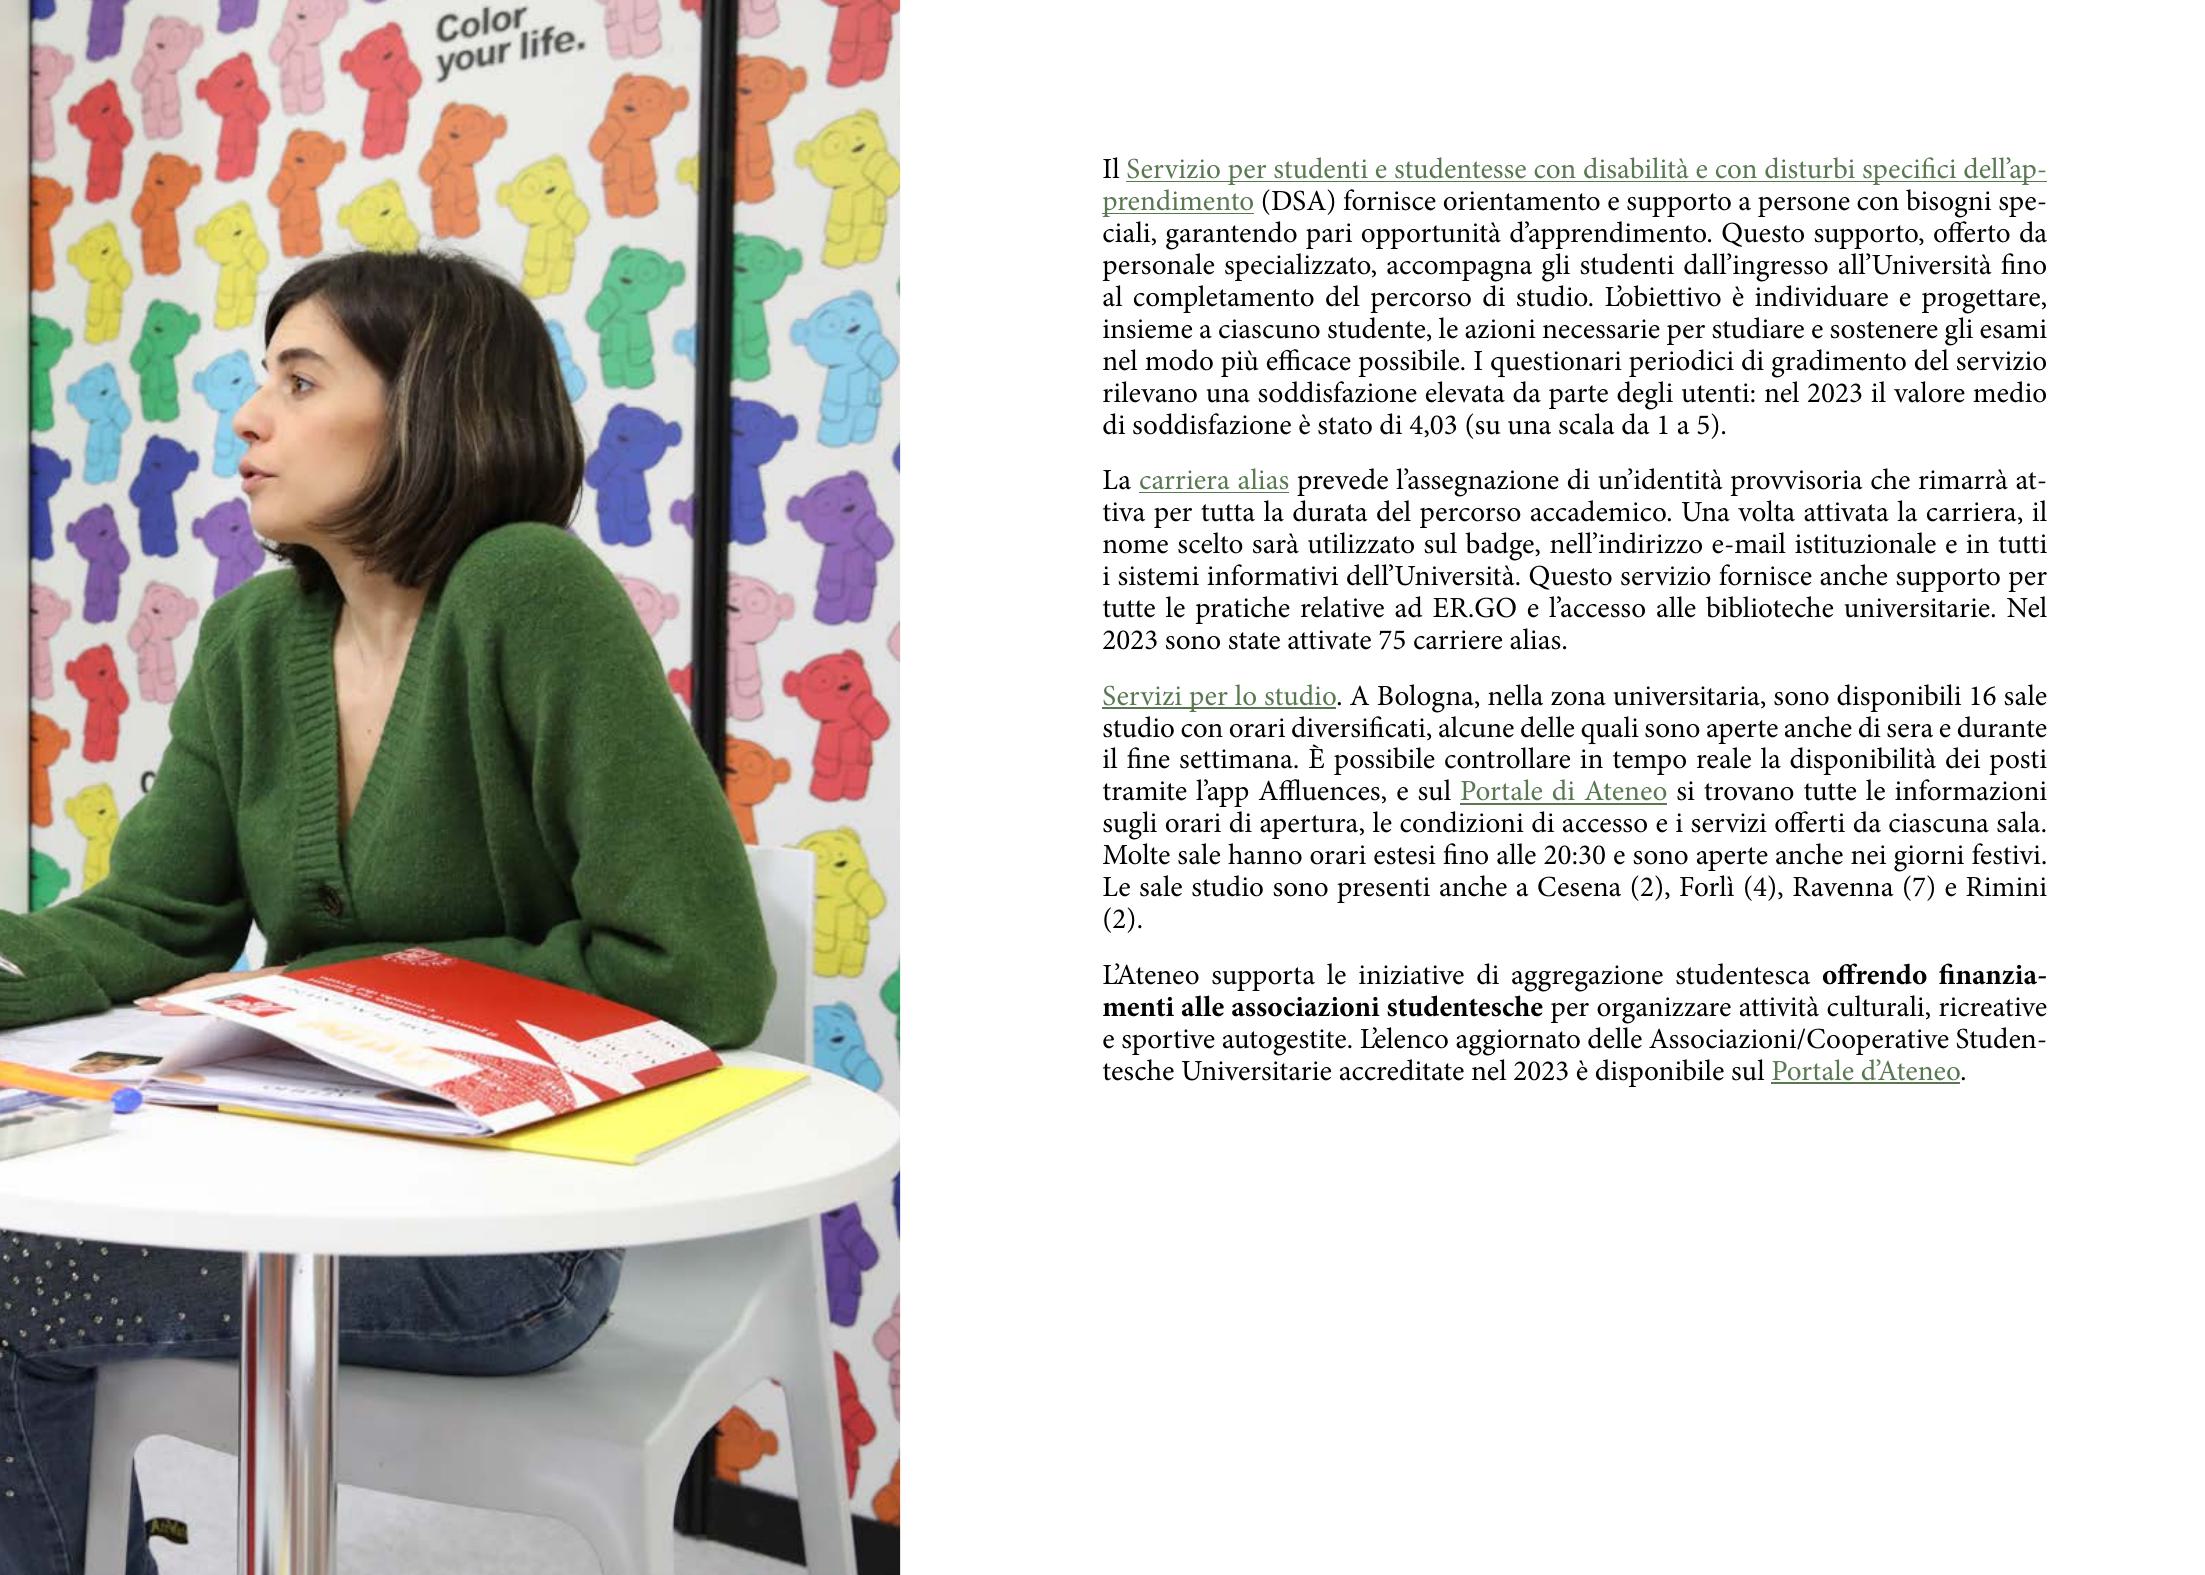 Color
your life.
Il Servizio per studenti e studentesse con disabilità e con disturbi specifici dell’ap-
prendimento (DSA) fornisce orientamento e supporto a persone con bisogni spe-
ciali, garantendo pari opportunità d’apprendimento. Questo supporto, offerto da
personale specializzato, accompagna gli studenti dall’ingresso all’Università fino
al completamento del percorso di studio. L’obiettivo è individuare e progettare,
insieme a ciascuno studente, le azioni necessarie per studiare e sostenere gli esami
nel modo più efficace possibile. I questionari periodici di gradimento del servizio
rilevano una soddisfazione elevata da parte degli utenti: nel 2023 il valore medio
di soddisfazione è stato di 4,03 (su una scala da 1 a 5).
La carriera alias prevede l’assegnazione di un’identità provvisoria che rimarrà at-
tiva per tutta la durata del percorso accademico. Una volta attivata la carriera, il
nome scelto sarà utilizzato sul badge, nell’indirizzo e-mail istituzionale e in tutti
i sistemi informativi dell’Università. Questo servizio fornisce anche supporto per
tutte le pratiche relative ad ER.GO e l’accesso alle biblioteche universitarie. Nel
2023 sono state attivate 75 carriere alias.
Servizi per lo studio. A Bologna, nella zona universitaria, sono disponibili 16 sale
studio con orari diversificati, alcune delle quali sono aperte anche di sera e durante
il fine settimana. È possibile controllare in tempo reale la disponibilità dei posti
tramite l’app Affluences, e sul Portale di Ateneo si trovano tutte le informazioni
sugli orari di apertura, le condizioni di accesso e i servizi offerti da ciascuna sala.
Molte sale hanno orari estesi fino alle 20:30 e sono aperte anche nei giorni festivi.
Le sale studio sono presenti anche a Cesena (2), Forlì (4), Ravenna (7) e Rimini
(2).
L’Ateneo supporta le iniziative di aggregazione studentesca offrendo finanzia-
menti alle associazioni studentesche per organizzare attività culturali, ricreative
e sportive autogestite. L’elenco aggiornato delle Associazioni/Cooperative Studen-
tesche Universitarie accreditate nel 2023 è disponibile sul Portale d’Ateneo.